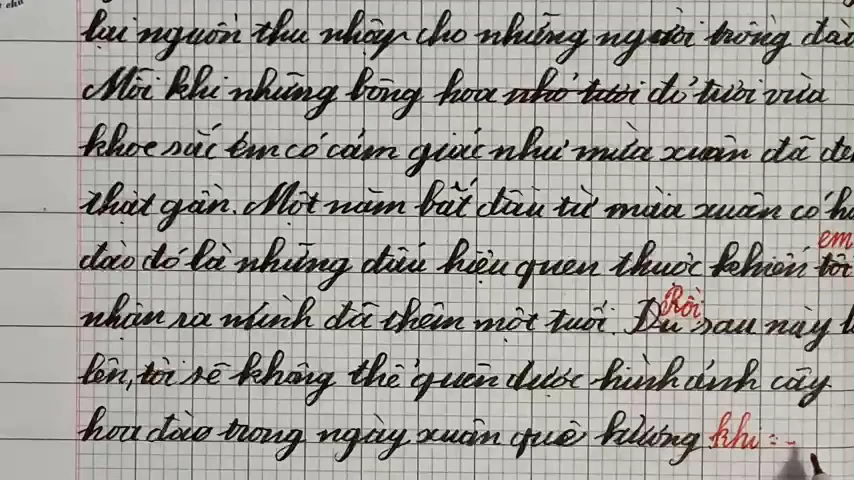 lại nguồn thu nhập cho những người trồng đào
Mỗi khi những bông hoa nhỏ tươi đỏ tươi vừa
khoe sắc em có cảm giác như mùa xuân đã đế
thật gần. Một năm bắt đầu từ mùa xuân có ho
em
đào đó là những dấu hiệu quen thuộc khiến tôi
Rồi
nhận ra mình đã thêm một tuổi. Dù sau này l
lên, tôi sẽ không thể quên được hình ảnh cây
hoa đào trong ngày xuân quê hương khi